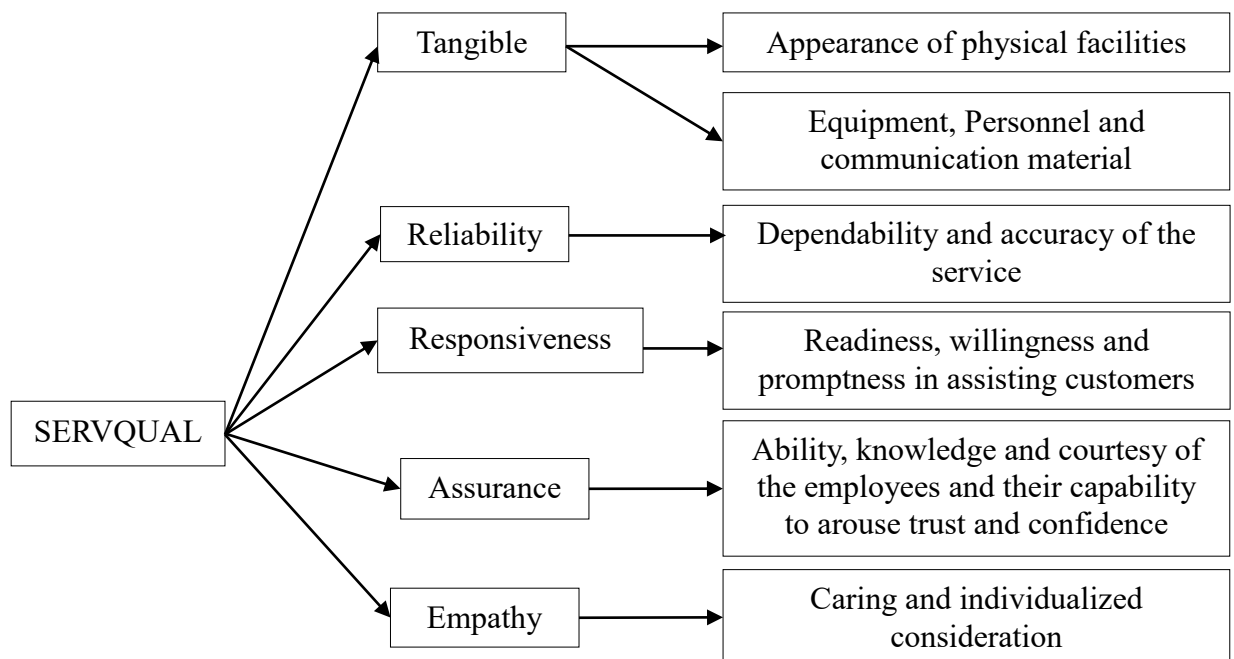 Tangible
Appearance of physical facilities
Equipment, Personnel and
communication material
Reliability
Dependability and accuracy of the
service
Responsiveness
Readiness, willingness and
promptness in assisting customers
SERVQUAL
Assurance
Ability, knowledge and courtesy of
the employees and their capability
to arouse trust and confidence
Empathy
Caring and individualized
consideration